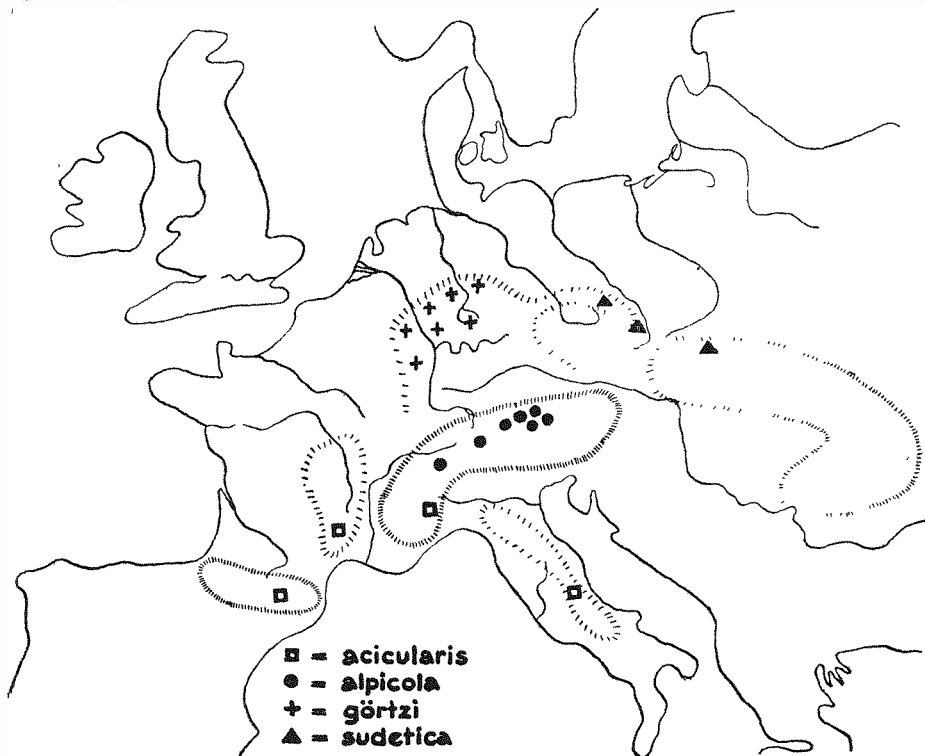 = acicularis
= alpicola
= görtzi
= sudetica